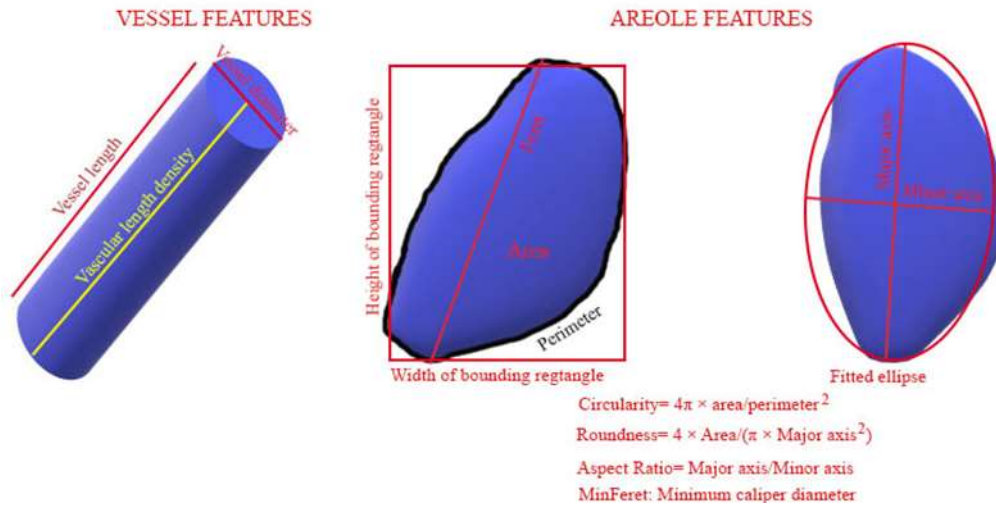 VESSEL FEATURES
AREOLE FEATURES
Vessel diameter
Vessel length
Vascular length density
Height of bounding regtangle
Feret
Area
Perimeter
Width of bounding regtangle
Major axis
Minor axis
Fitted ellipse
Circularity= 4π × area/perimeter²
Roundness= 4 × Area/(π × Major axis²)
Aspect Ratio= Major axis/Minor axis
MinFeret: Minimum caliper diameter